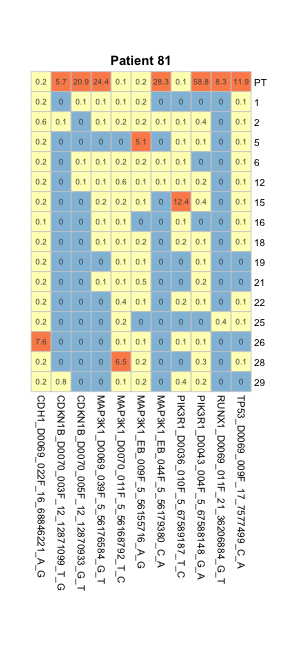 Patient 81
0.2 5.7 20.9 24.4 0.1 0.2 28.3 0.1 58.8 8.3 11.9 PT
0.2 0 0.1 0.1 0.2 0.2 0 0 0 0 0.1 1
0.6 0.1 0 0.1 0.2 0.2 0.1 0.1 0.4 0 0.1 2
0.2 0 0 0 0 5.1 0 0 0 0 0.1 5
0.2 0 0.1 0.1 0.2 0.2 0.1 0.1 0.1 0 0.1 6
0.2 0 0.1 0.1 0.6 0.1 0.1 0.1 0.2 0 0.1 12
0.2 0 0 0.2 0.2 0.1 0 12.4 0.4 0 0.1 15
0.1 0 0 0.1 0.1 0 0 0.1 0 0 0.1 16
0.2 0 0 0.1 0.2 0.1 0 0.2 0.1 0 0.1 18
0.2 0 0 0 0.1 0.1 0 0.1 0.1 0 0 19
0.2 0 0 0.1 0.1 0.5 0 0 0.2 0 0 21
0.2 0 0 0 0.4 0.1 0 0.2 0.1 0 0.1 22
0.2 0 0 0 0.2 0 0 0 0 0.4 0.1 25
7.6 0 0 0 0.1 0.1 0 0.1 0.1 0 0 26
0.2 0 0 0 6.5 0.2 0 0 0.3 0 0.1 28
0.2 0.8 0 0 0.1 0.2 0 0.4 0.2 0 0.1 29
CDH1_D0069_022F_16_68846221_A_G
CDKN1B_D0070_003F_12_12871099_T_G
CDKN1B_D0070_005F_12_12870933_G_T
MAP3K1_D0069_039F_5_56176584_G_T
MAP3K1_D0070_011F_5_56168792_T_C
MAP3K1_EB_009F_5_56155716_A_G
MAP3K1_EB_044F_5_56179380_C_A
PIK3R1_D0036_010F_5_67589187_T_C
PIK3R1_D0043_004F_5_67588148_G_A
RUNX1_D0069_011F_21_36206884_G_T
TP53_D0069_009F_17_7577499_C_A